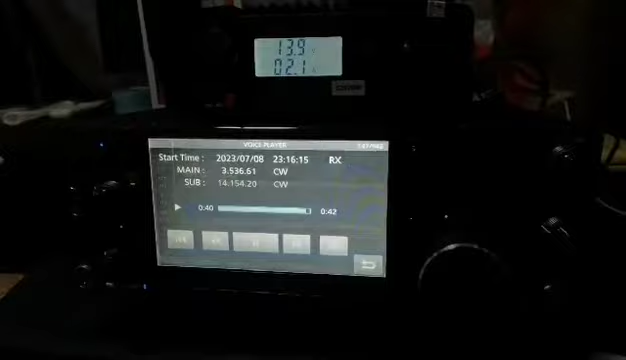 13.9
02.1
VOICE PLAYER
Start Time : 2023/07/08 23:16:15 RX
MAIN : 3.536.61 CW
SUB : 14.154.20 CW
0:40 0:42